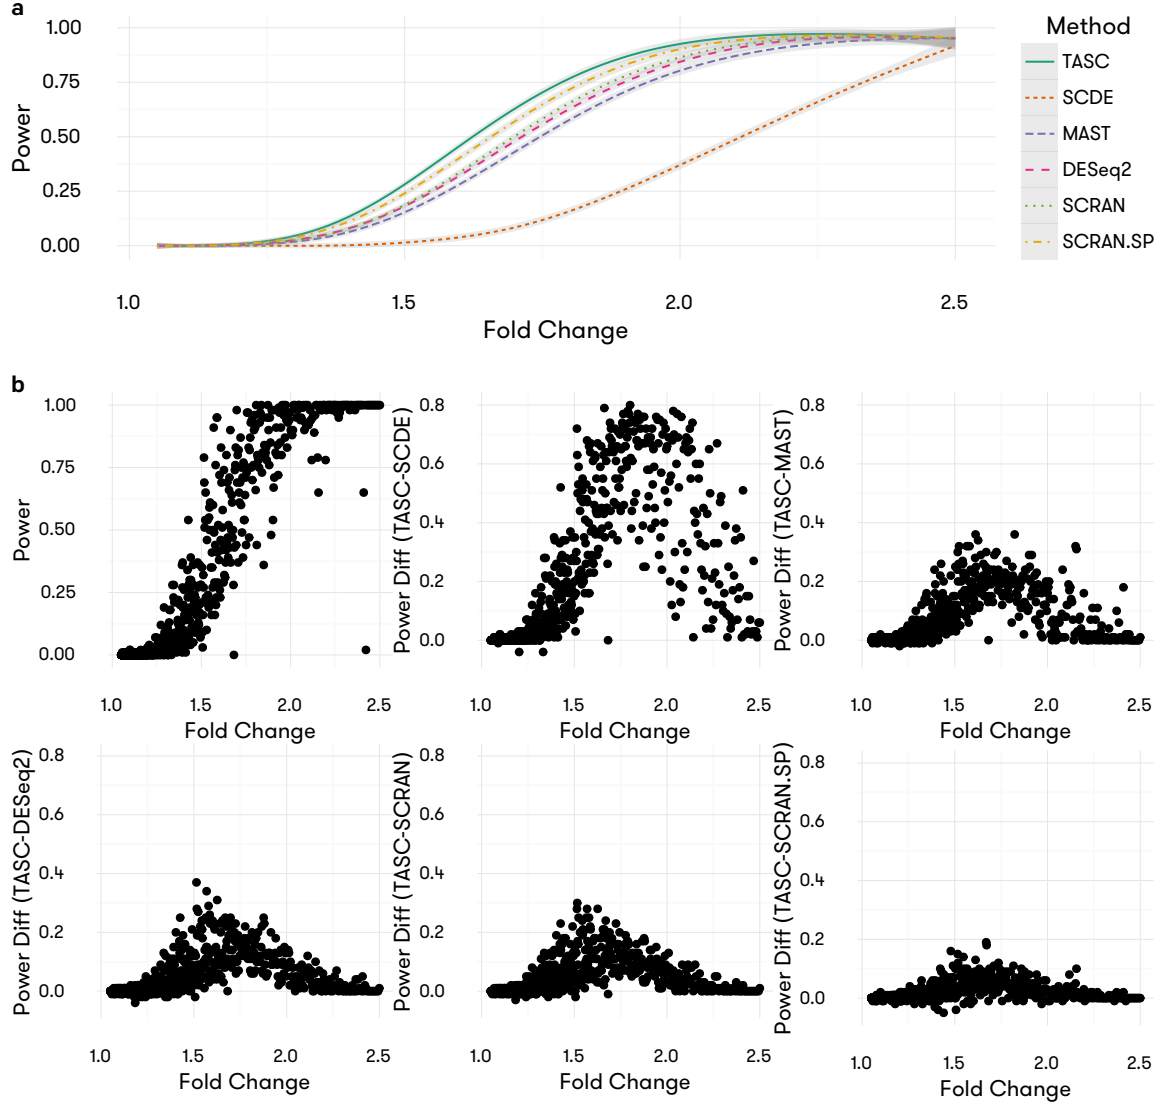 a
Power
1.00
0.75
0.50
0.25
0.00
1.0 1.5 2.0 2.5
Fold Change
Method
TASC
SCDE
MAST
DESeq2
SCRAN
SCRAN.SP
b
Power
1.00
0.75
0.50
0.25
0.00
1.0 1.5 2.0 2.5
Fold Change
Power Diff (TASC-SCDE)
0.8
0.6
0.4
0.2
0.0
1.0 1.5 2.0 2.5
Fold Change
Power Diff (TASC-MAST)
0.8
0.6
0.4
0.2
0.0
1.0 1.5 2.0 2.5
Fold Change
Power Diff (TASC-DESeq2)
0.8
0.6
0.4
0.2
0.0
1.0 1.5 2.0 2.5
Fold Change
Power Diff (TASC-SCRAN)
0.8
0.6
0.4
0.2
0.0
1.0 1.5 2.0 2.5
Fold Change
Power Diff (TASC-SCRAN.SP)
0.8
0.6
0.4
0.2
0.0
1.0 1.5 2.0 2.5
Fold Change